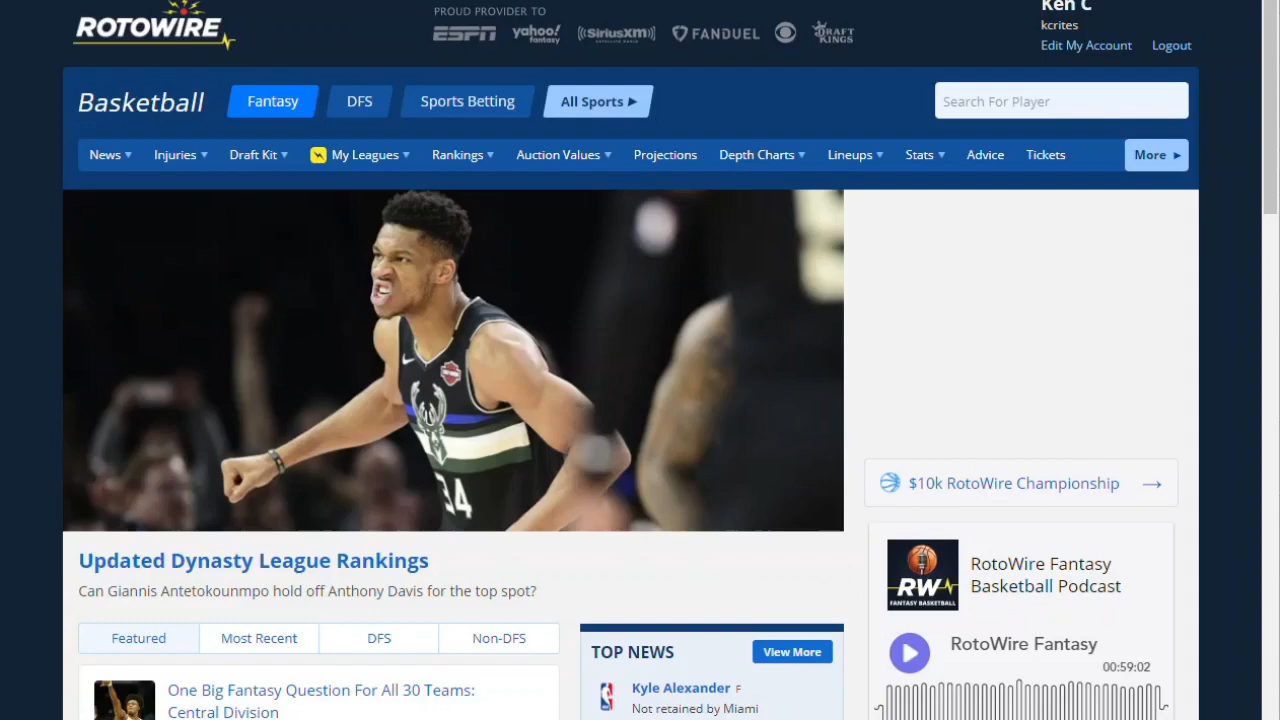 ROTOWIRE
PROUD PROVIDER TO
ESPN yahoo! fantasy ((SiriusXM)) FANDUEL DRAFT KINGS
Ken C
kcrites
Edit My Account Logout
Basketball Fantasy DFS Sports Betting All Sports ▶ Search For Player
News ▾ Injuries ▾ Draft Kit ▾ My Leagues ▾ Rankings ▾ Auction Values ▾ Projections Depth Charts ▾ Lineups ▾ Stats ▾ Advice Tickets More ▶
34
$10k RotoWire Championship →
Updated Dynasty League Rankings
Can Giannis Antetokounmpo hold off Anthony Davis for the top spot?
RW
FANTASY BASKETBALL
RotoWire Fantasy
Basketball Podcast
Featured Most Recent DFS Non-DFS
TOP NEWS View More
RotoWire Fantasy
00:59:02
One Big Fantasy Question For All 30 Teams:
Central Division
Kyle Alexander F
Not retained by Miami